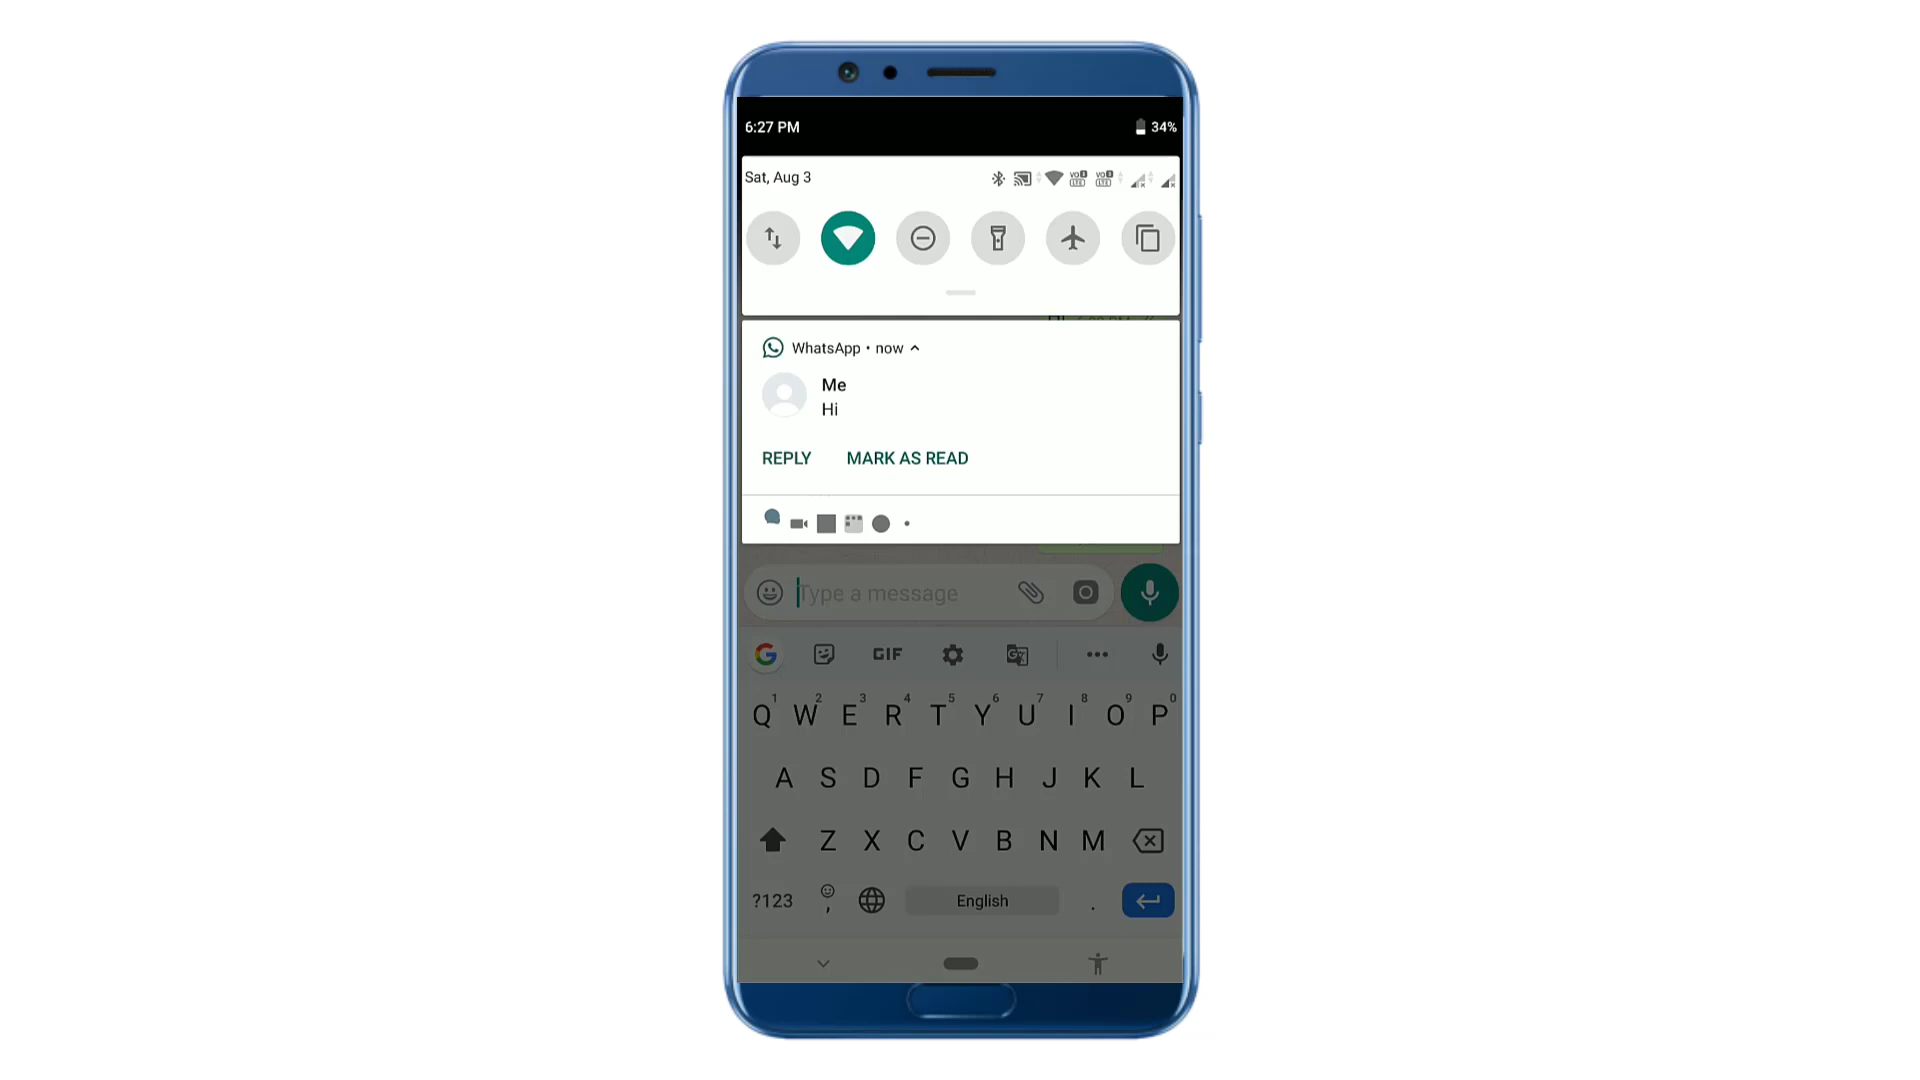 6:27 PM 34%
Sat, Aug 3
WhatsApp • now
Me
Hi
REPLY MARK AS READ
Type a message
GIF
1 2 3 4 5 6 7 8 9 0
Q W E R T Y U I O P
A S D F G H J K L
Z X C V B N M
?123 , English .